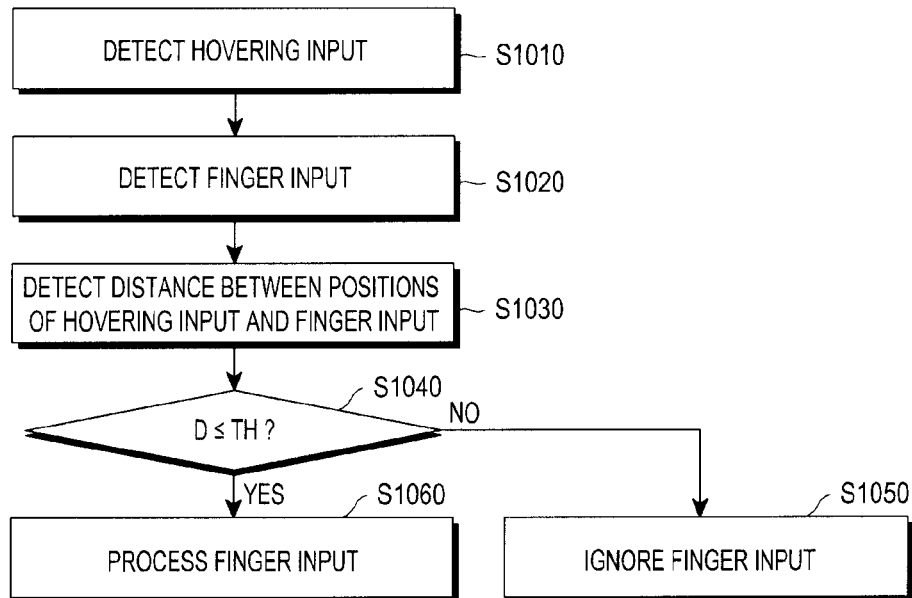 DETECT HOVERING INPUT
S1010
DETECT FINGER INPUT
S1020
DETECT DISTANCE BETWEEN POSITIONS
OF HOVERING INPUT AND FINGER INPUT
S1030
S1040
D ≤ TH ?
NO
YES
S1060
S1050
PROCESS FINGER INPUT
IGNORE FINGER INPUT